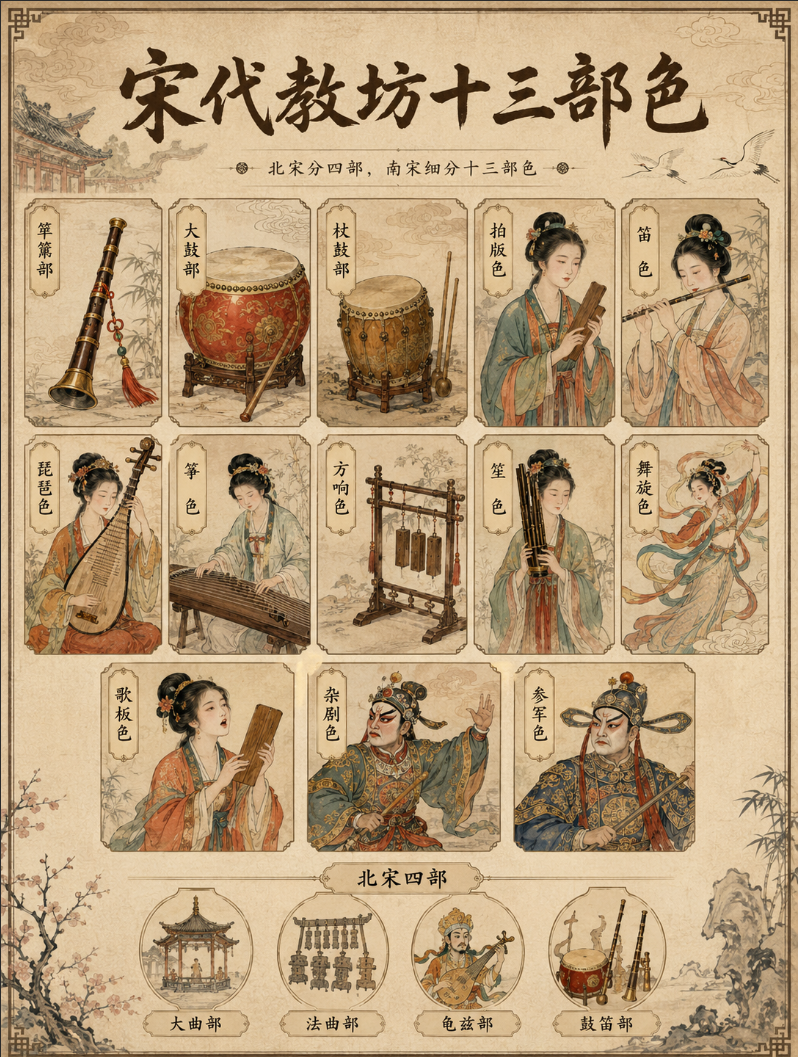 宋代教坊十三部色
北宋分四部，南宋细分十三部色
筚篥部
大鼓部
杖鼓部
拍版色
笛色
琵琶色
筝色
方响色
笙色
舞旋色
歌板色
杂剧色
参军色
北宋四部
大曲部
法曲部
龟兹部
鼓笛部